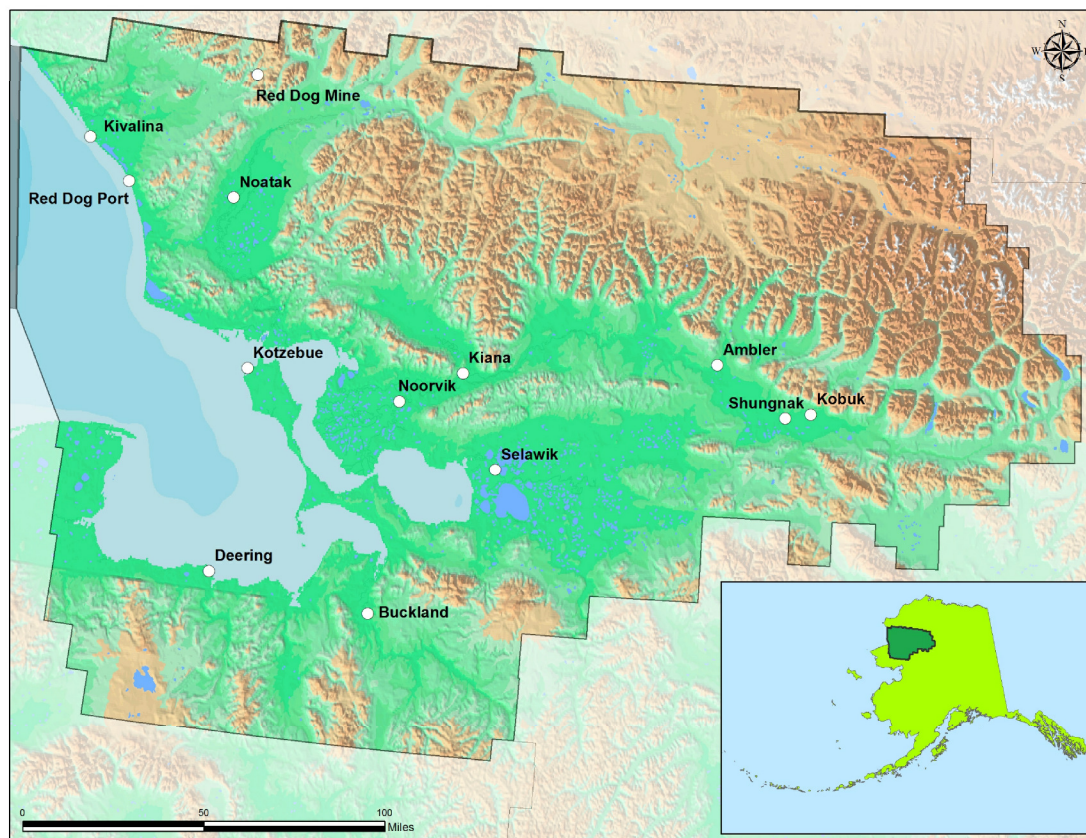 N
W E
S
Red Dog Mine
Kivalina
Noatak
Red Dog Port
Kotzebue
Kiana
Ambler
Noorvik
Shungnak
Kobuk
Selawik
Deering
Buckland
0 50 100
Miles